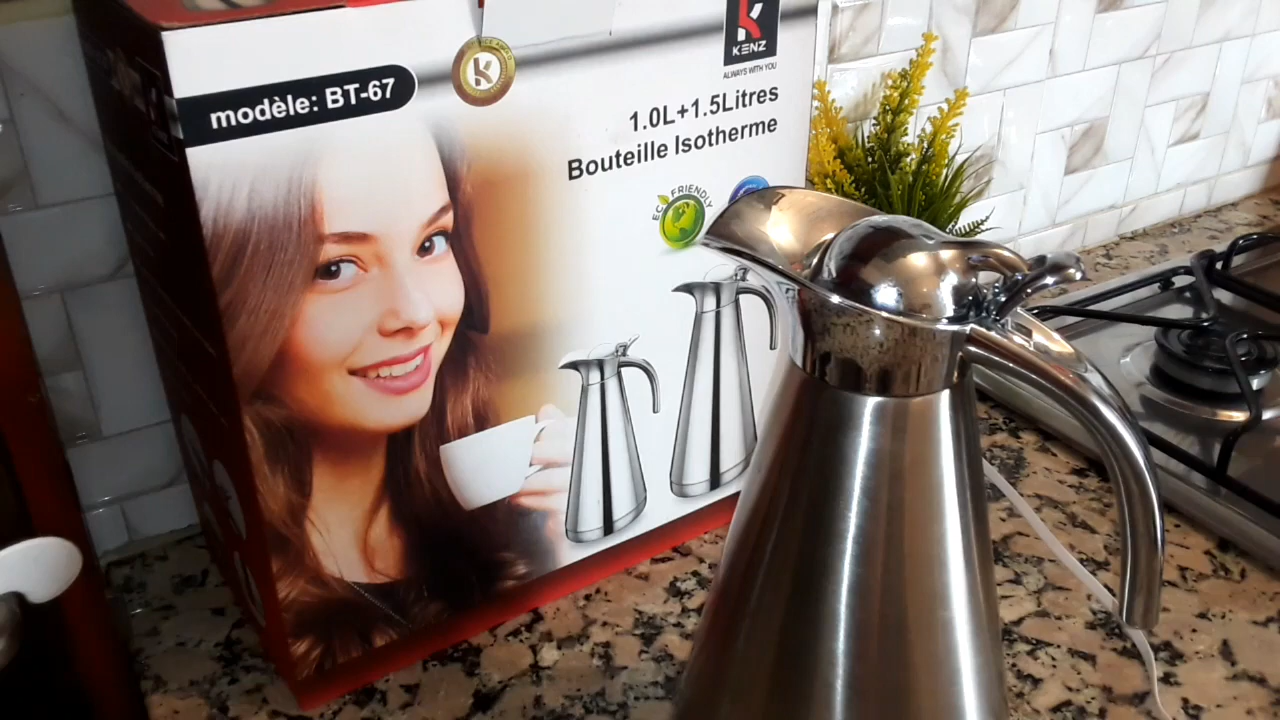 KENZ
ALWAYS WITH YOU
modèle: BT-67
1.0L+1.5Litres
Bouteille Isotherme
ECO FRIENDLY